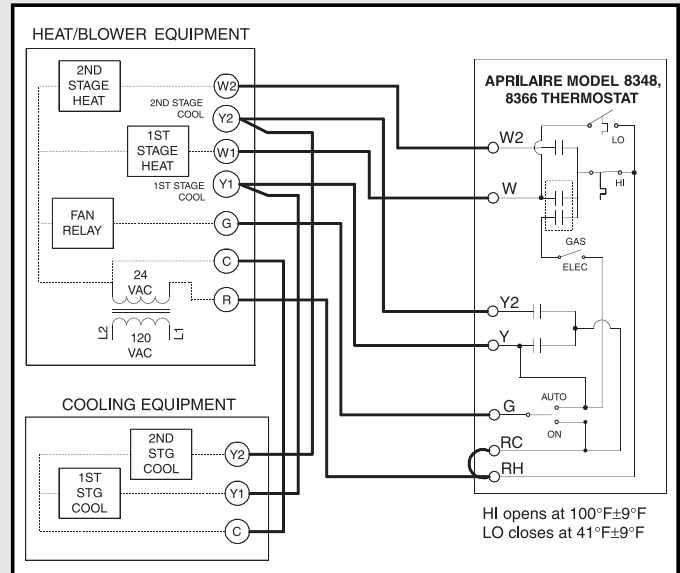 HEAT/BLOWER EQUIPMENT
2ND
STAGE
HEAT
W2
2ND STAGE
COOL
Y2
1ST
STAGE
HEAT
W1
1ST STAGE
COOL
Y1
FAN
RELAY
G
C
24
VAC
R
L2
L1
120
VAC
COOLING EQUIPMENT
2ND
STG
COOL
Y2
1ST
STG
COOL
Y1
C
APRILAIRE MODEL 8348,
8366 THERMOSTAT
W2
LO
HI
W
GAS
ELEC
Y2
Y
AUTO
G
ON
RC
RH
HI opens at 100°F±9°F
LO closes at 41°F±9°F